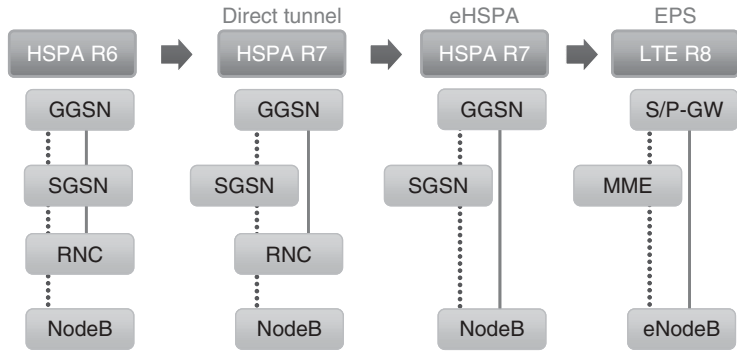 Direct tunnel eHSPA EPS
HSPA R6 HSPA R7 HSPA R7 LTE R8
GGSN GGSN GGSN S/P-GW
SGSN SGSN SGSN MME
RNC RNC
NodeB NodeB NodeB eNodeB